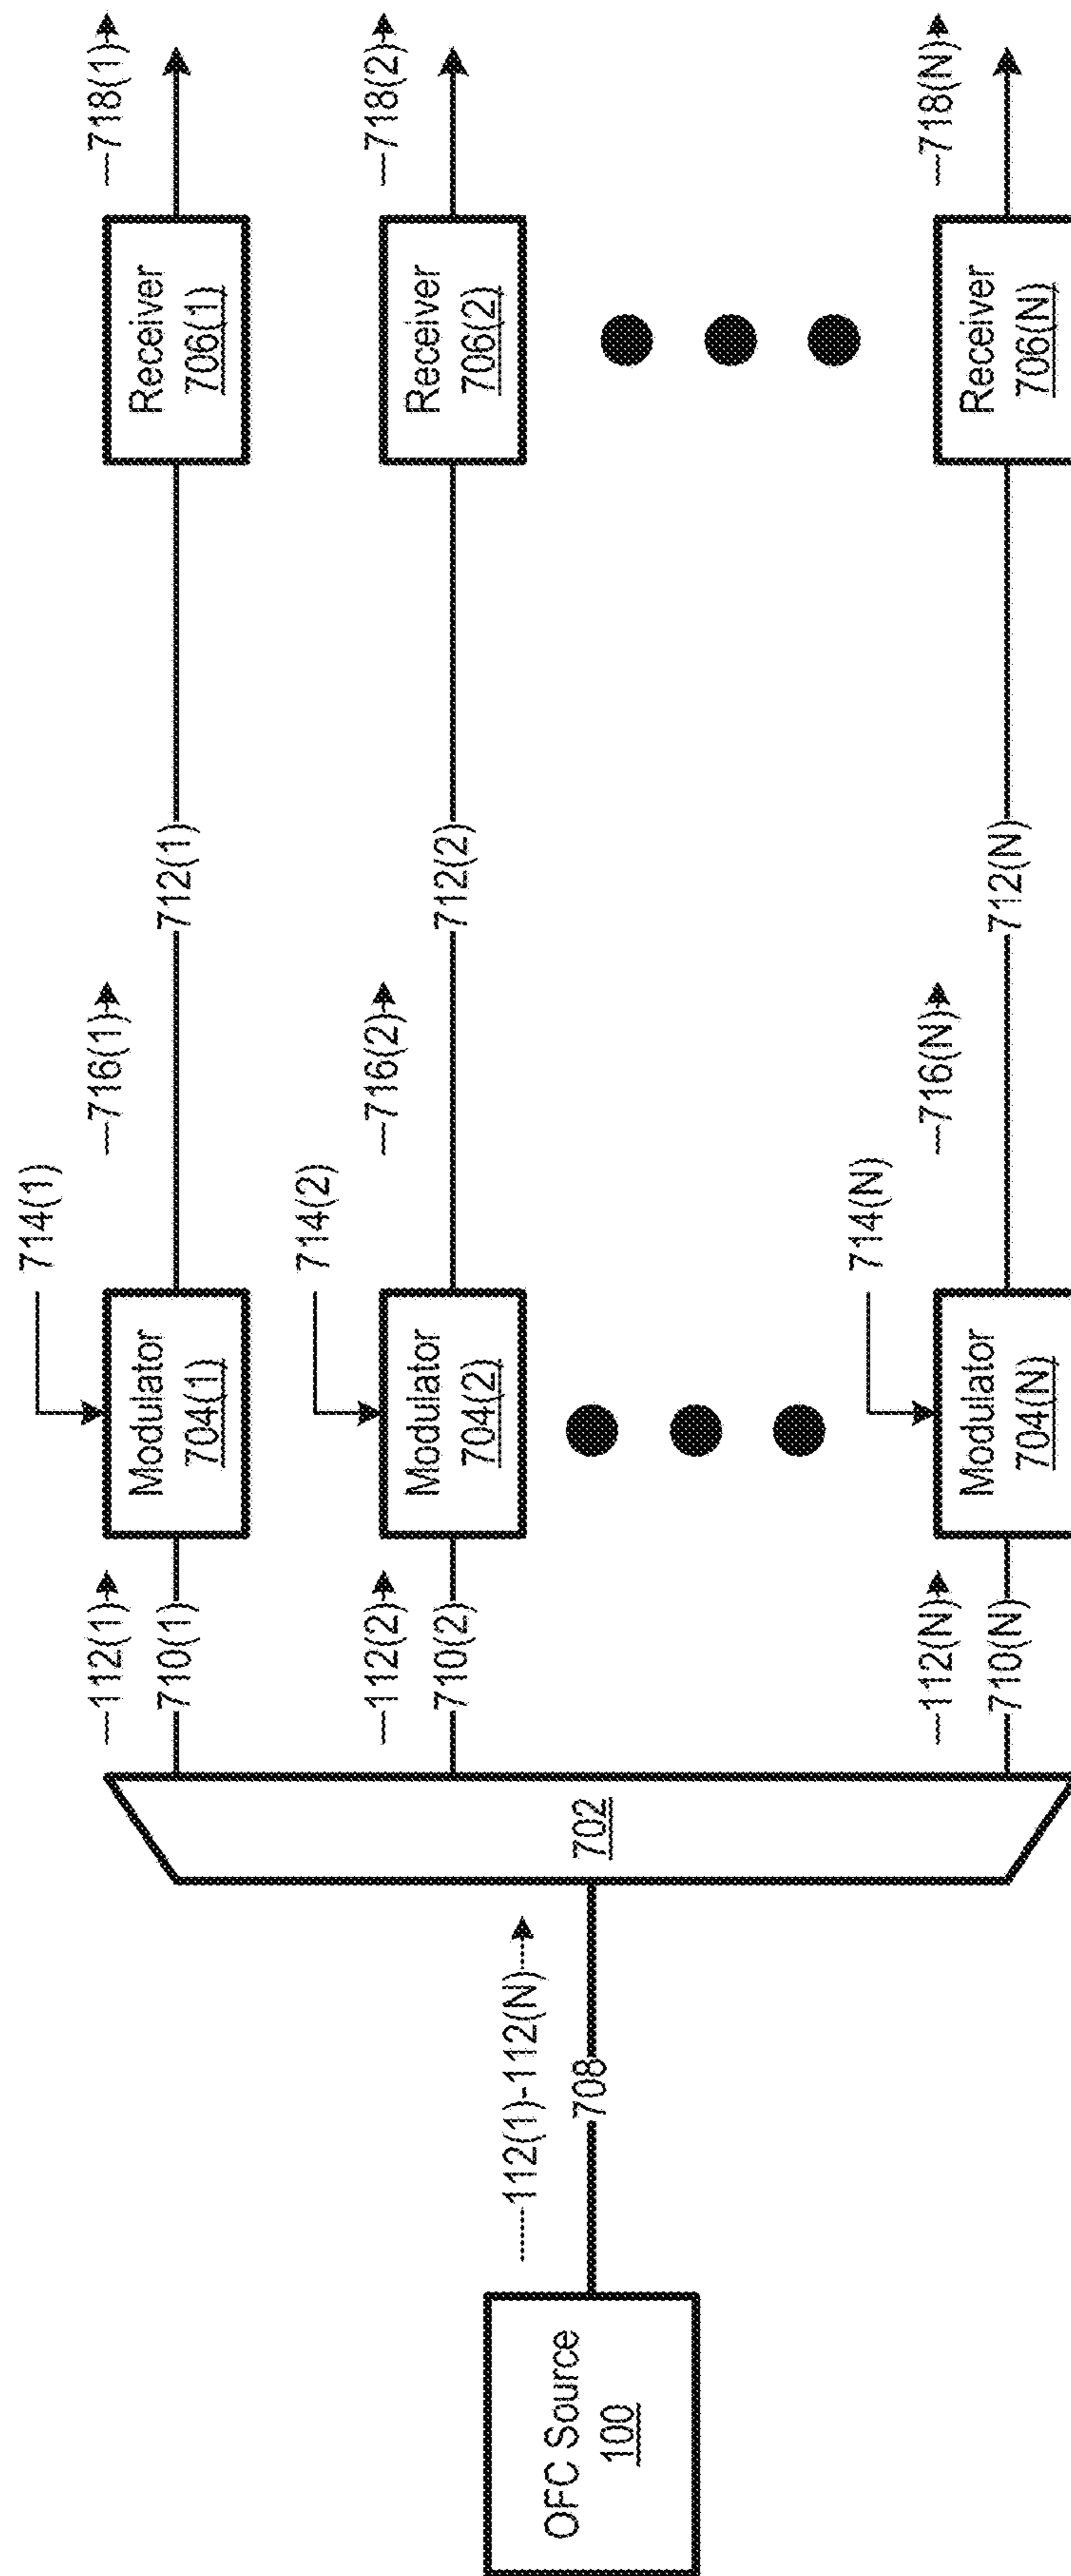 OFC Source
100
112(1)-112(N)
708
702
112(1)
710(1)
Modulator
704(1)
714(1)
716(1)
712(1)
Receiver
706(1)
718(1)
112(2)
710(2)
Modulator
704(2)
714(2)
716(2)
712(2)
Receiver
706(2)
718(2)
112(N)
710(N)
Modulator
704(N)
714(N)
716(N)
712(N)
Receiver
706(N)
718(N)